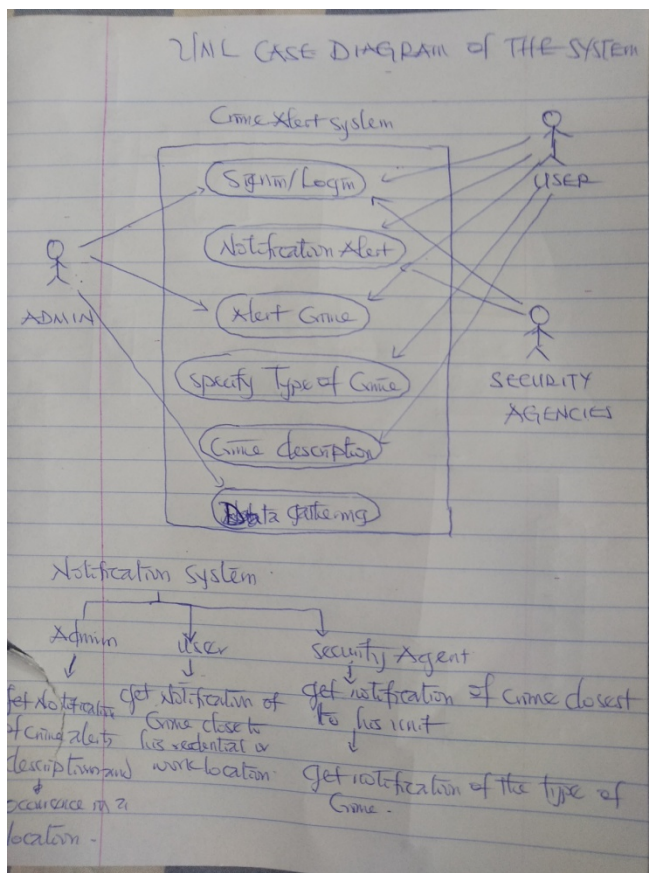 UML CASE DIAGRAM OF THE SYSTEM
Crime Alert System
Signin/Login
USER
Notification Alert
ADMIN
Alert Crime
Specify Type of Crime
SECURITY
AGENCIES
Crime description
Data gathering
Notification System
Admin
User
Security Agent
get Notification
of crime alerts
description and
occurence in a
location.
get Notification of
Crime close to
his redential or
work location.
get notification of crime closest
to his unit
get notification of the type of
Crime.